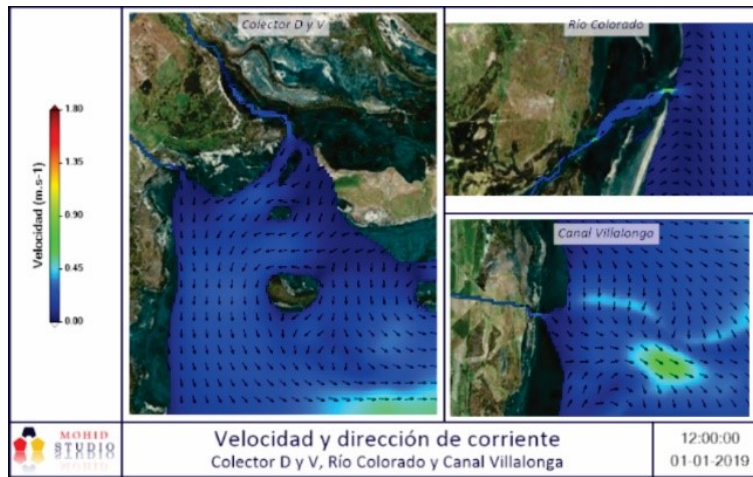 Colector D y V
Río Colorado
Canal Villalongo
Velocidad (m.s-1)
1.80
1.35
0.90
0.45
0.00
MOHID
STUDIO
Velocidad y dirección de corriente
Colector D y V, Río Colorado y Canal Villalonga
12:00:00
01-01-2019